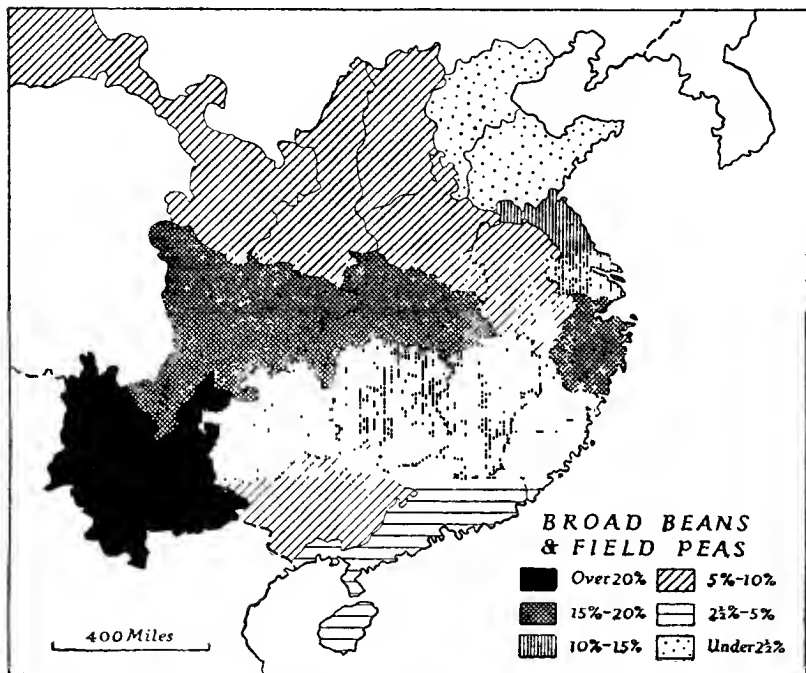 BROAD BEANS
& FIELD PEAS
Over 20% 5%-10%
15%-20% 2½%-5%
10%-15% Under 2½%
400 Miles